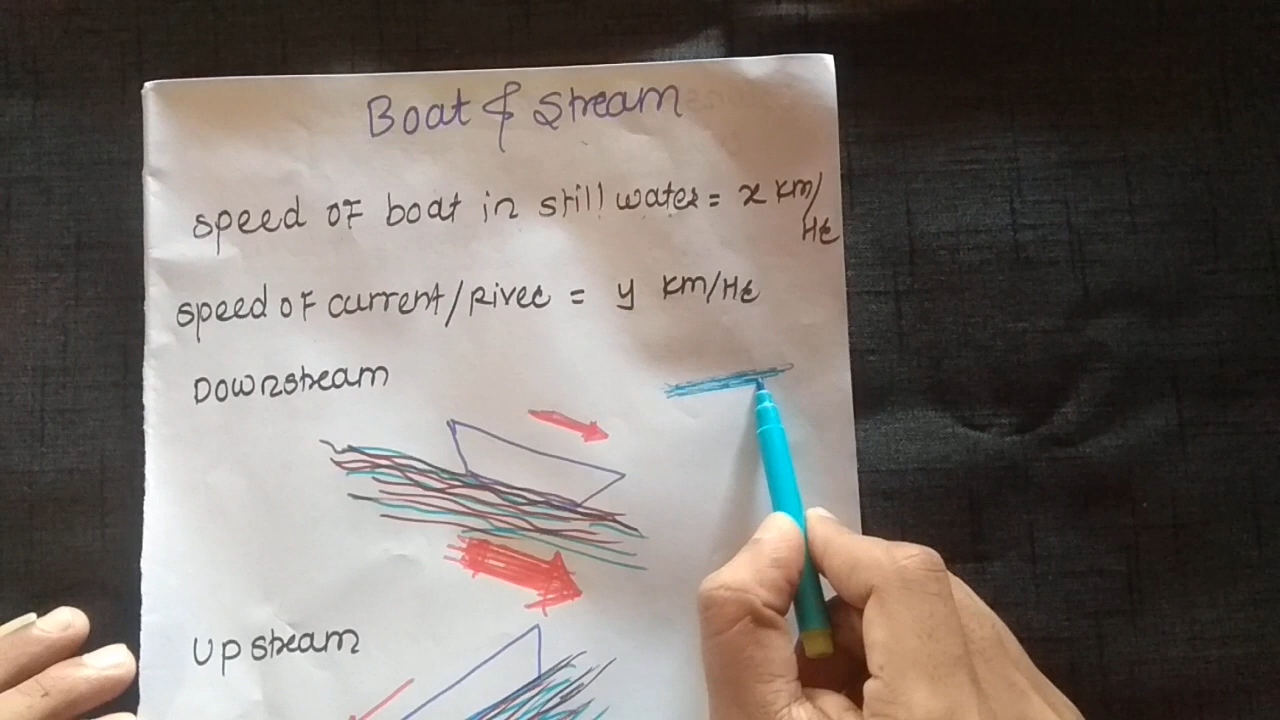 Boat & Stream
speed of boat in still water = x km/Hr
speed of current/River = y km/Hr
Downstream
Upstream